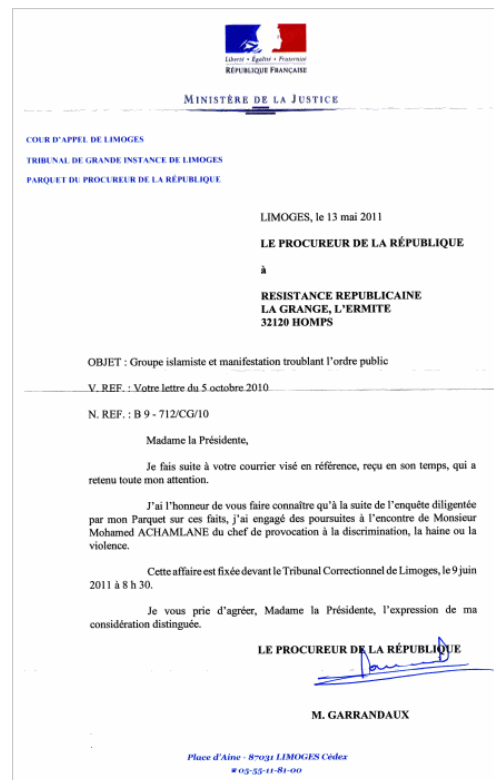 Liberté • Égalité • Fraternité
RÉPUBLIQUE FRANÇAISE
MINISTÈRE DE LA JUSTICE
COUR D'APPEL DE LIMOGES
TRIBUNAL DE GRANDE INSTANCE DE LIMOGES
PARQUET DU PROCUREUR DE LA RÉPUBLIQUE
LIMOGES, le 13 mai 2011
LE PROCUREUR DE LA RÉPUBLIQUE
à
RESISTANCE REPUBLICAINE
LA GRANGE, L'ERMITE
32120 HOMPS
OBJET : Groupe islamiste et manifestation troublant l'ordre public
V. REF. : Votre lettre du 5 octobre 2010
N. REF. : B 9 - 712/CG/10
Madame la Présidente,
Je fais suite à votre courrier visé en référence, reçu en son temps, qui a
retenu toute mon attention.
J'ai l'honneur de vous faire connaître qu'à la suite de l'enquête diligentée
par mon Parquet sur ces faits, j'ai engagé des poursuites à l'encontre de Monsieur
Mohamed ACHAMLANE du chef de provocation à la discrimination, la haine ou la
violence.
Cette affaire est fixée devant le Tribunal Correctionnel de Limoges, le 9 juin
2011 à 8 h 30.
Je vous prie d'agréer, Madame la Présidente, l'expression de ma
considération distinguée.
LE PROCUREUR DE LA RÉPUBLIQUE
M. GARRANDAUX
Place d'Aine - 87031 LIMOGES Cédex
05-55-11-81-00